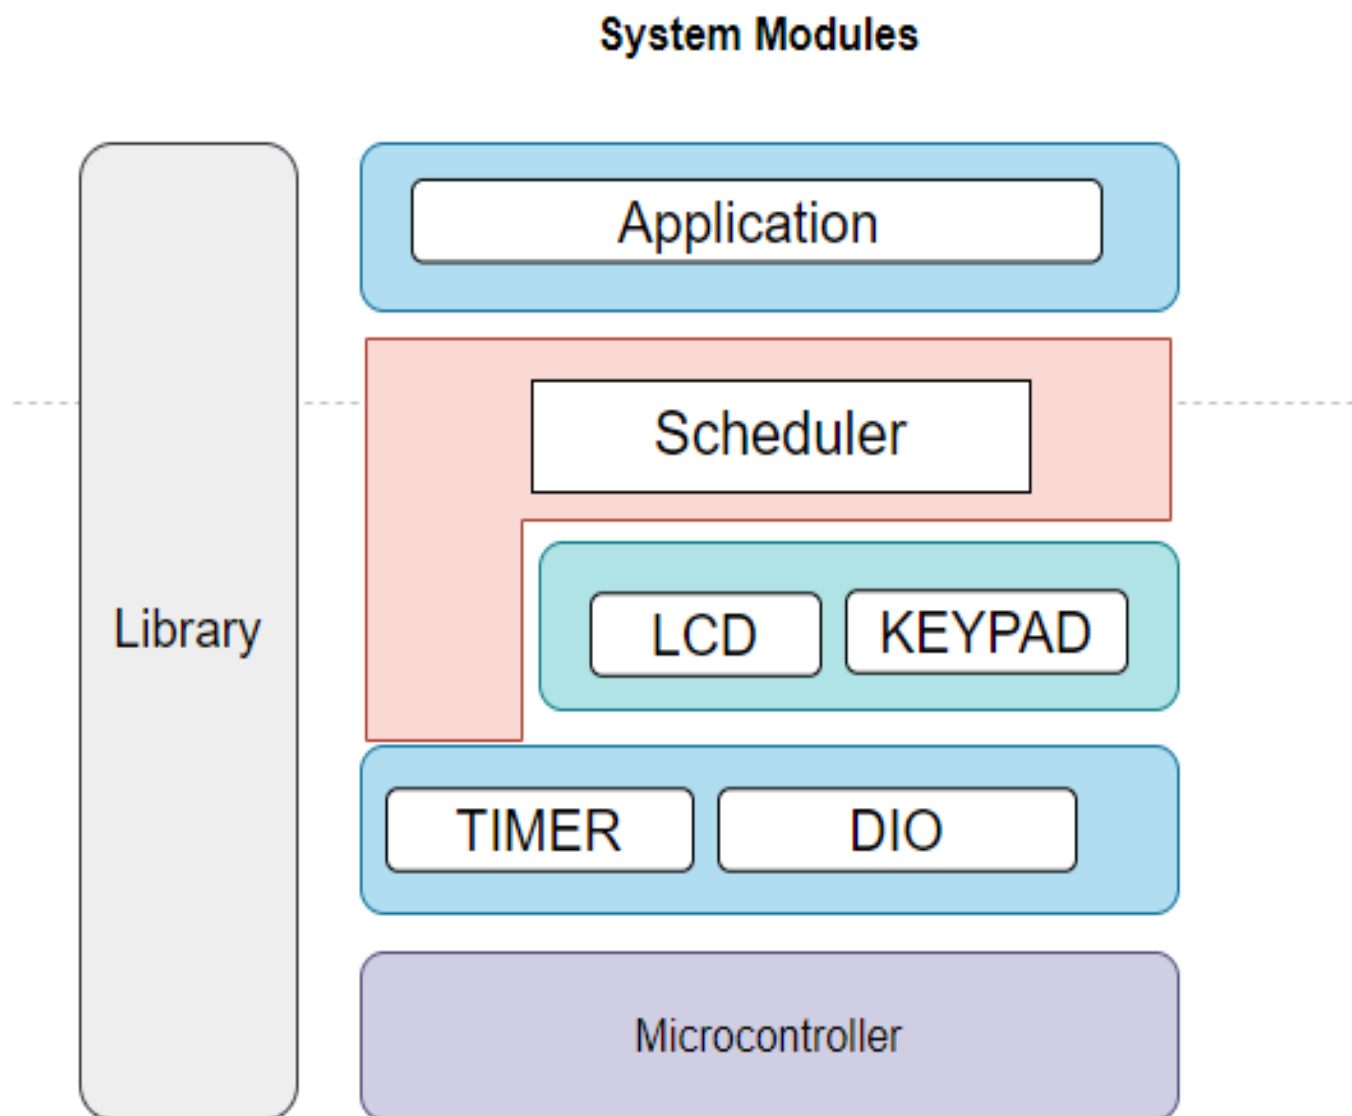 System Modules
Application
Scheduler
Library
LCD
KEYPAD
TIMER
DIO
Microcontroller